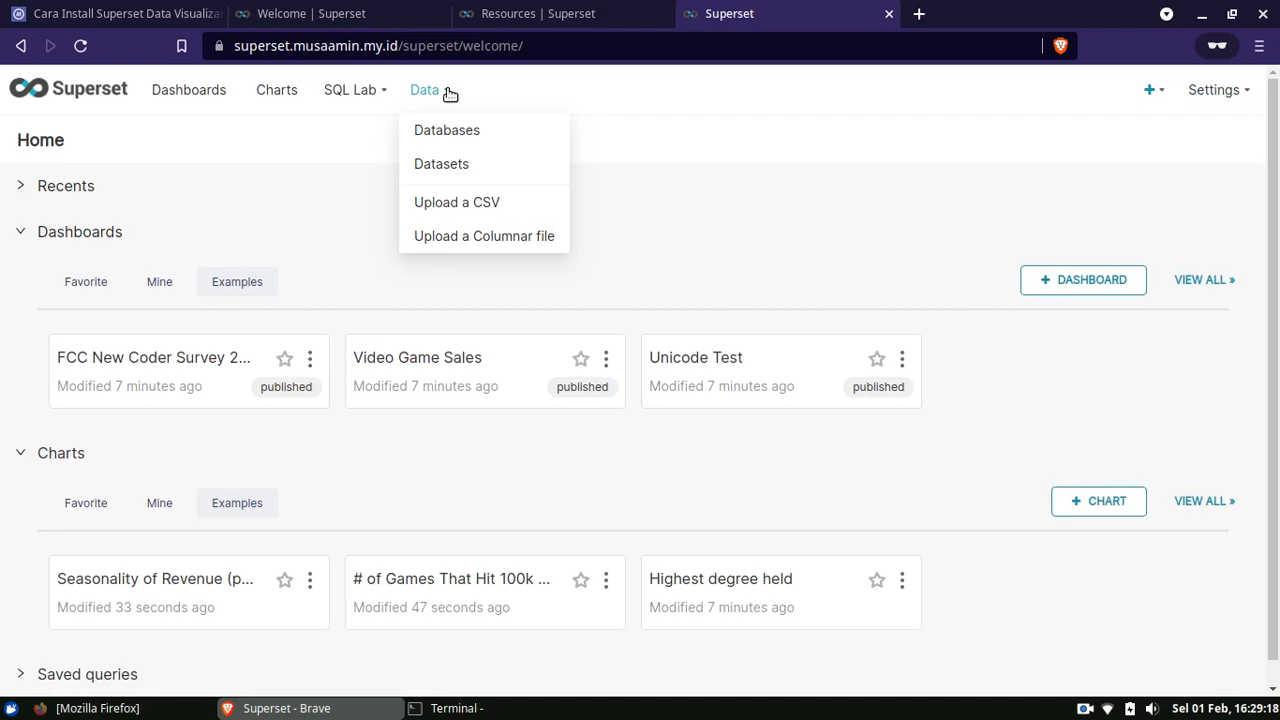 Cara Install Superset Data Visualiza
Welcome | Superset
Resources | Superset
Superset
superset.musaamin.my.id/superset/welcome/
Superset
Dashboards
Charts
SQL Lab
Data
Settings
Databases
Datasets
Upload a CSV
Upload a Columnar file
Home
Recents
Dashboards
Favorite
Mine
Examples
+ DASHBOARD
VIEW ALL »
FCC New Coder Survey 2...
Modified 7 minutes ago
published
Video Game Sales
Modified 7 minutes ago
published
Unicode Test
Modified 7 minutes ago
published
Charts
Favorite
Mine
Examples
+ CHART
VIEW ALL »
Seasonality of Revenue (p...
Modified 33 seconds ago
# of Games That Hit 100k ...
Modified 47 seconds ago
Highest degree held
Modified 7 minutes ago
Saved queries
[Mozilla Firefox]
Superset - Brave
Terminal -
Sel 01 Feb, 16:29:18